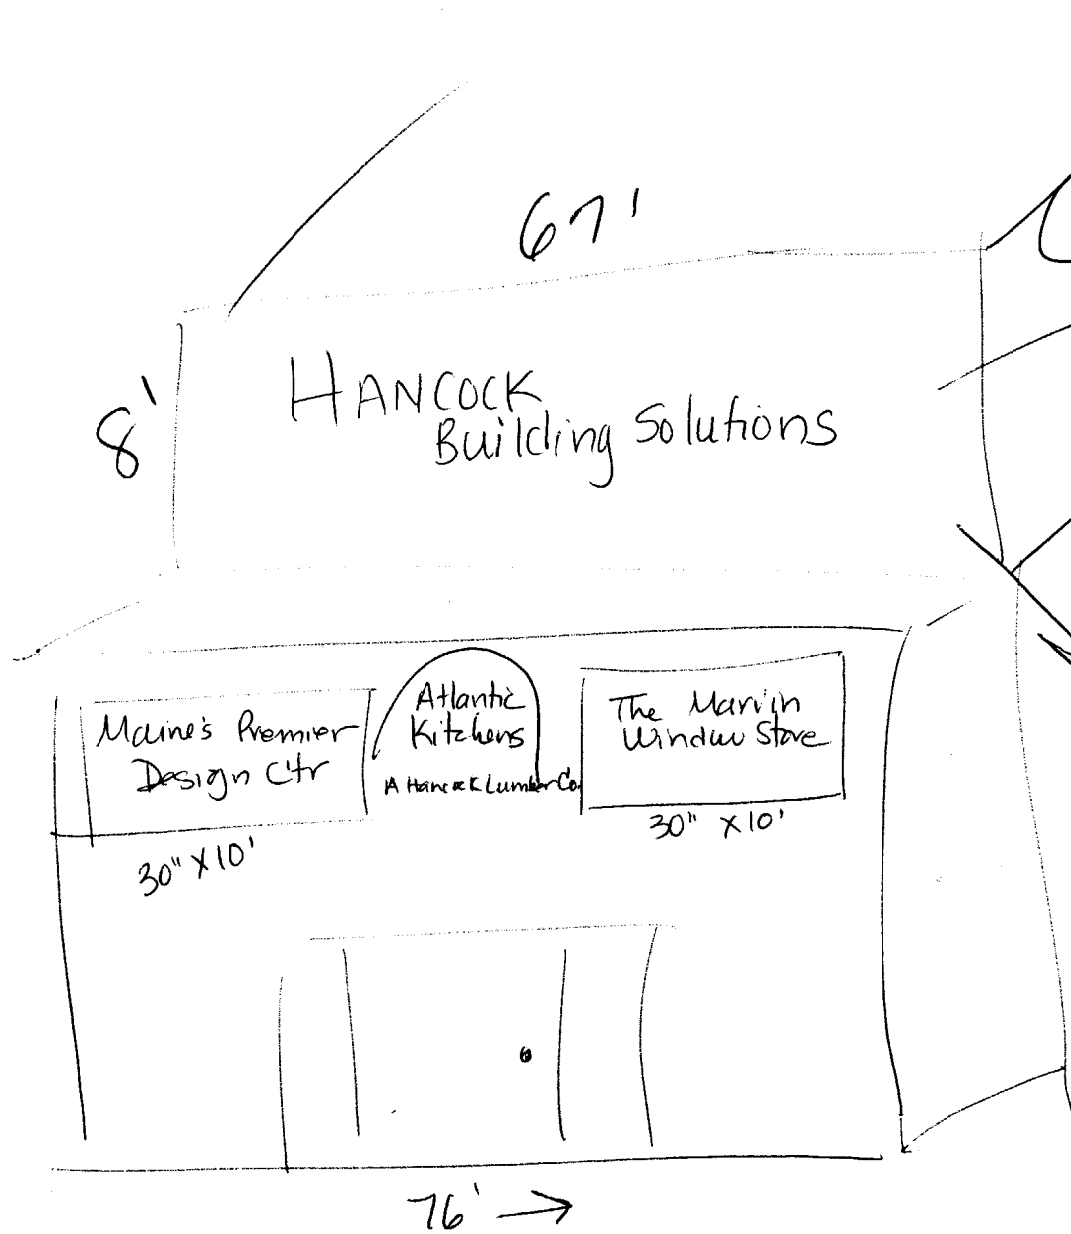 67'
8'
HANCOCK
Building Solutions
Maine's Premier
Design Ctr
30" X 10'
Atlantic
Kitchens
A Hancock Lumber Co.
The Marvin
Window Store
30" X 10'
76' →